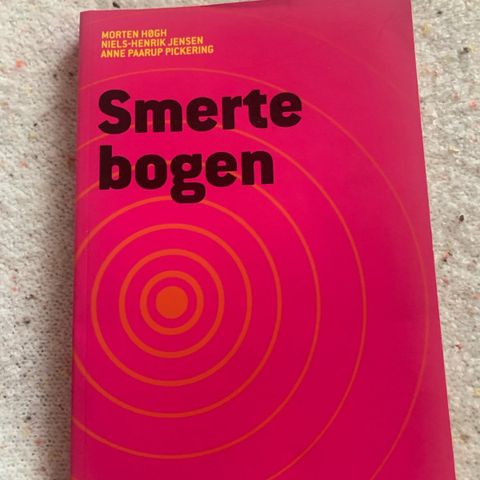 MORTEN HØGH
NIELS-HENRIK JENSEN
ANNE PAARUP PICKERING
Smerte
bogen